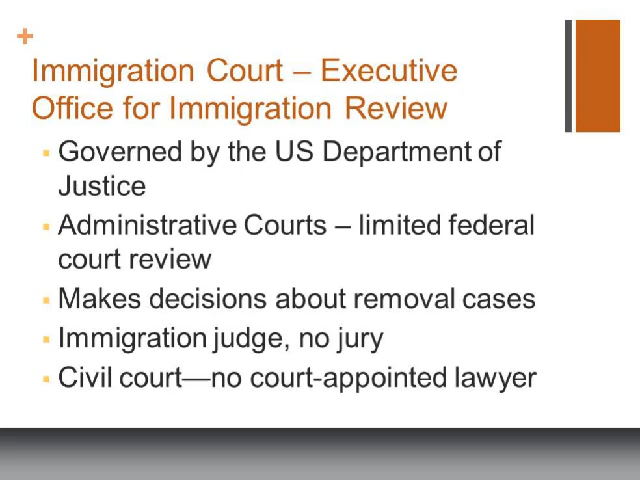 +
Immigration Court – Executive
Office for Immigration Review
▪ Governed by the US Department of
Justice
▪ Administrative Courts – limited federal
court review
▪ Makes decisions about removal cases
▪ Immigration judge, no jury
▪ Civil court—no court-appointed lawyer